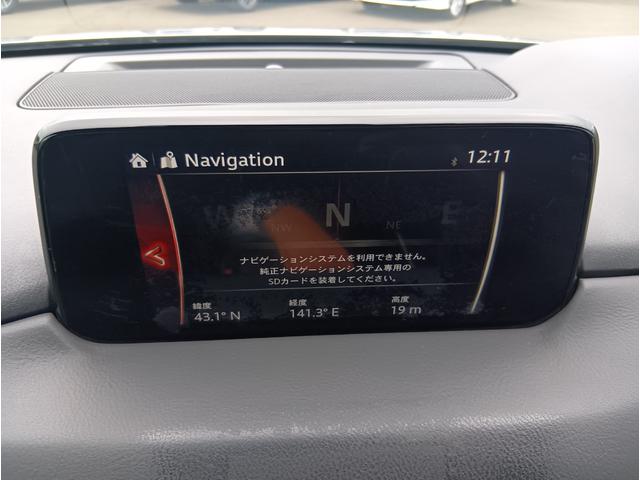 Navigation 12:11
W N E
NW NE
ナビゲーションシステムを利用できません。
純正ナビゲーションシステム専用の
SDカードを装着してください。
緯度 経度 高度
43.1° N 141.3° E 19 m